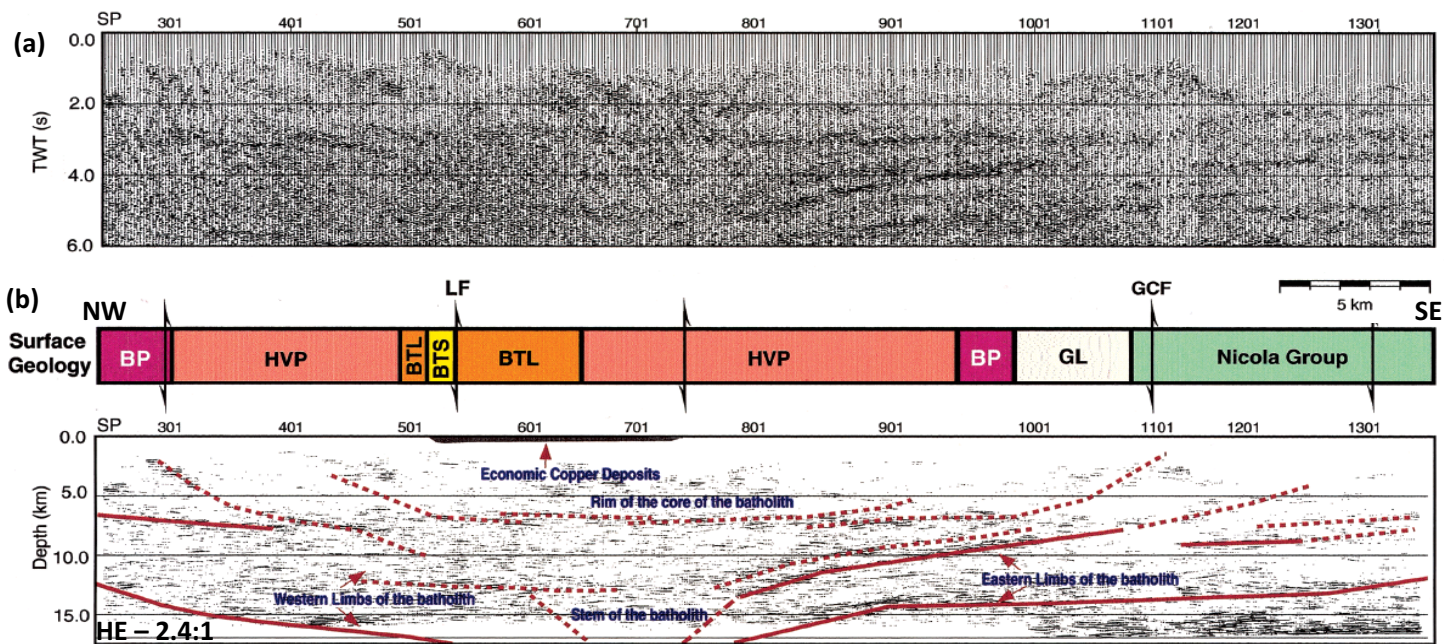 SP 301 401 501 601 701 801 901 1001 1101 1201 1301
(a)
0.0
2.0
4.0
6.0
TWT (s)
(b)
NW
LF
GCF
5 km
SE
Surface Geology
BP HVP BTL BTS BTL HVP BP GL Nicola Group
SP 301 401 501 601 701 801 901 1001 1101 1201 1301
0.0
5.0
10.0
15.0
Depth (km)
Economic Copper Deposits
Rim of the core of the batholith
Western Limbs of the batholith
Stem of the batholith
Eastern Limbs of the batholith
HE – 2.4:1